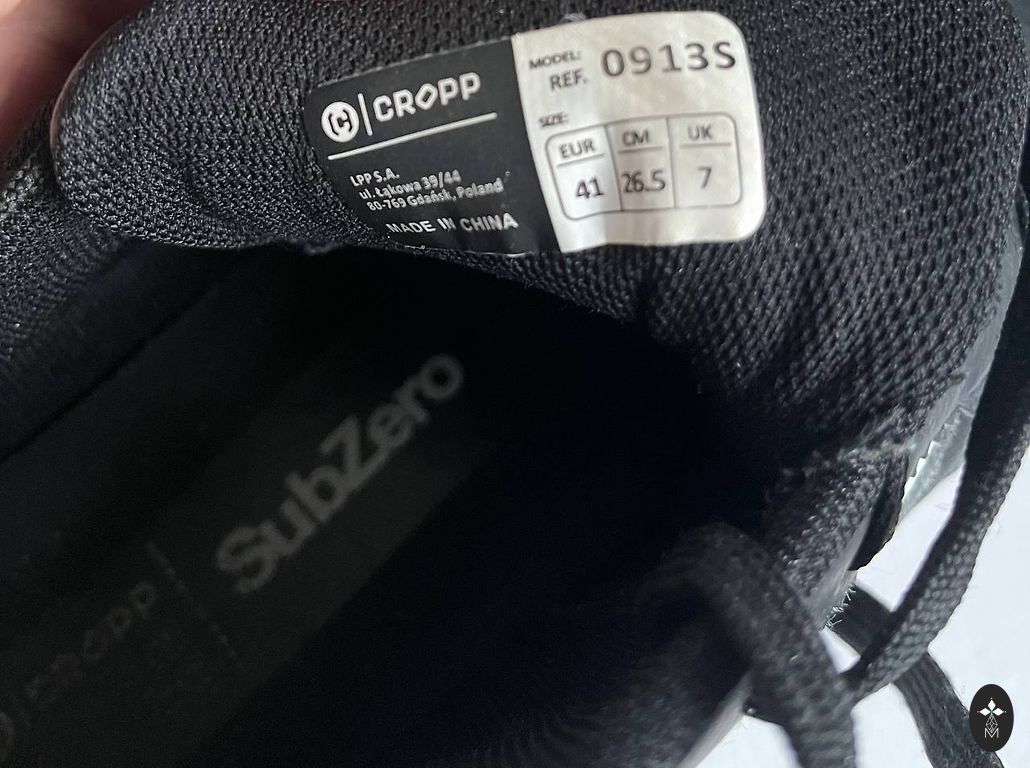 (C) | CROPP
LPP S.A.
ul. Łąkowa 39/44
80-769 Gdańsk, Poland
MADE IN CHINA
MODEL:
REF. 0913S
SIZE:
EUR CM UK
41 26.5 7
SubZero
CROPP
M